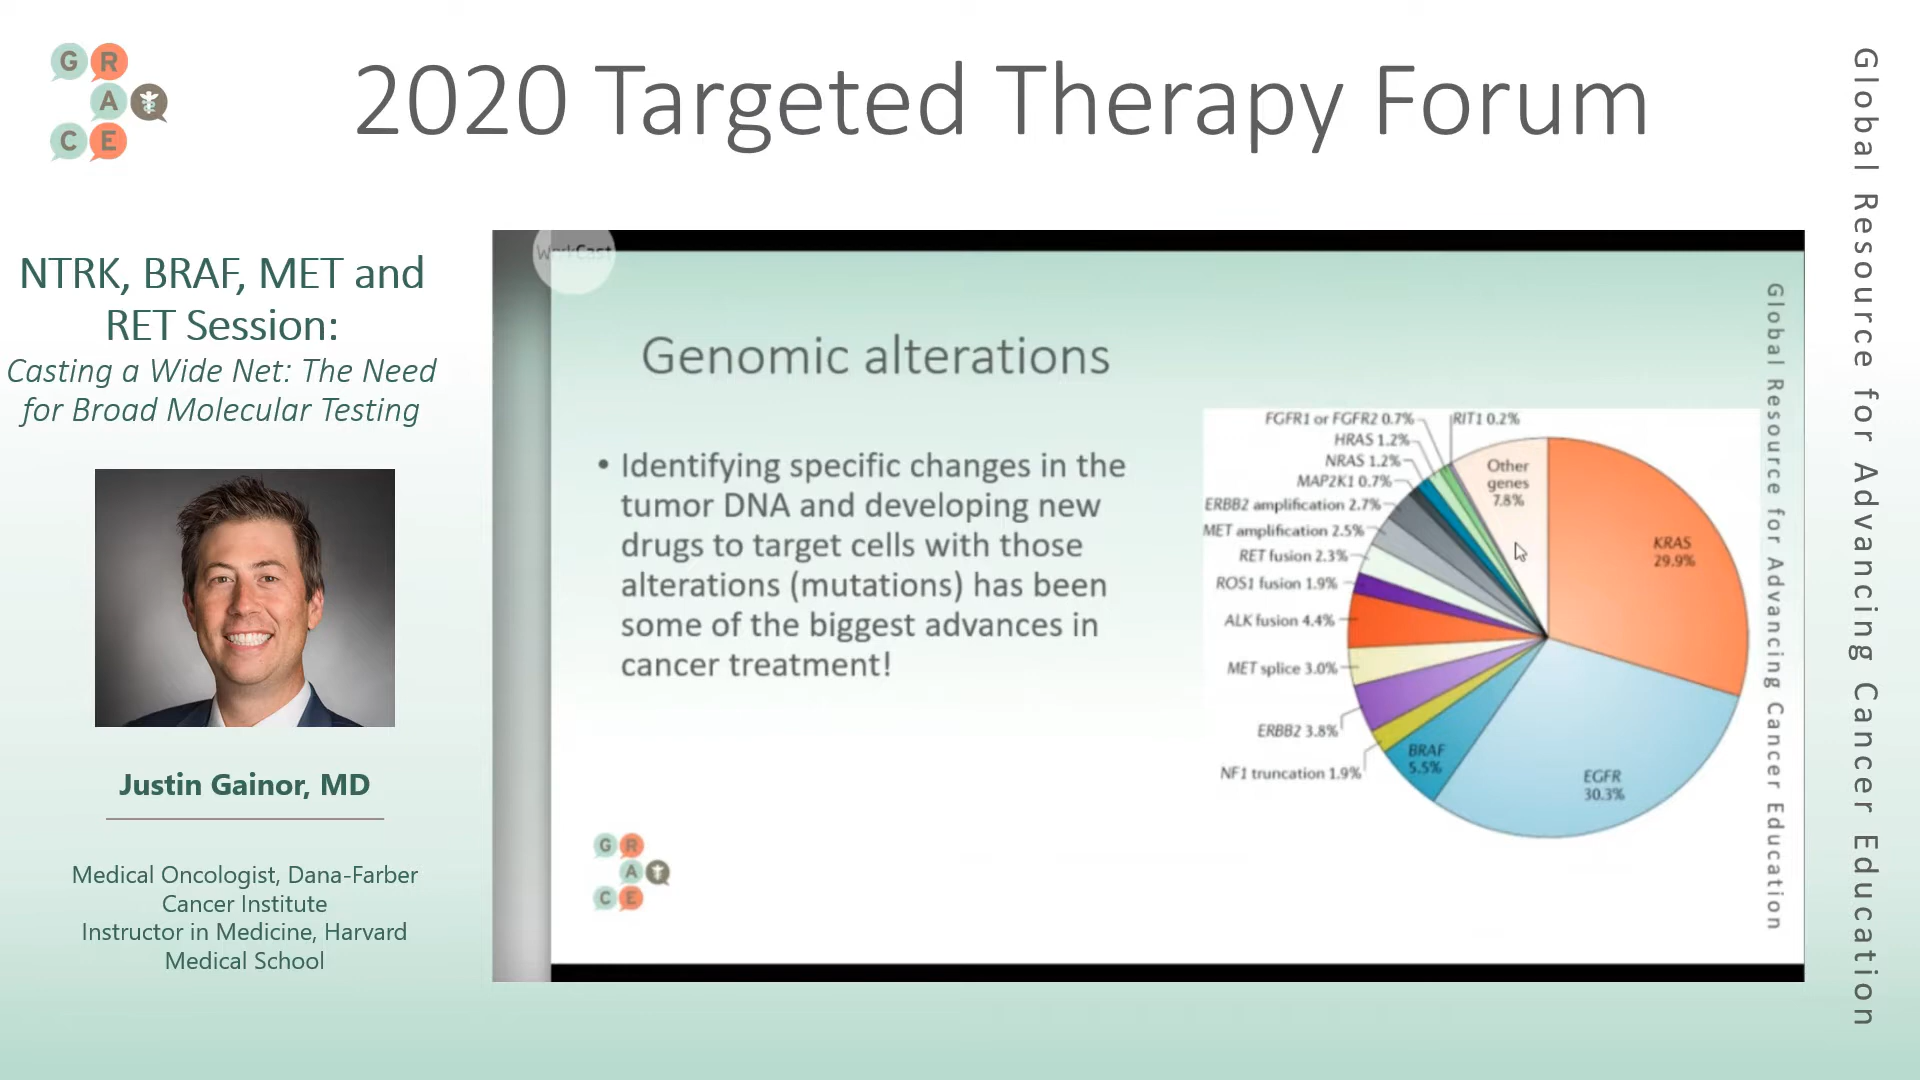 G R
A
C E
2020 Targeted Therapy Forum
Global Resource for Advancing Cancer Education
NTRK, BRAF, MET and
RET Session:
Casting a Wide Net: The Need
for Broad Molecular Testing
Justin Gainor, MD
Medical Oncologist, Dana-Farber
Cancer Institute
Instructor in Medicine, Harvard
Medical School
WorkCast
Genomic alterations
• Identifying specific changes in the
tumor DNA and developing new
drugs to target cells with those
alterations (mutations) has been
some of the biggest advances in
cancer treatment!
FGFR1 or FGFR2 0.7%
RIT1 0.2%
HRAS 1.2%
NRAS 1.2%
MAP2K1 0.7%
ERBB2 amplification 2.7%
MET amplification 2.5%
RET fusion 2.3%
ROS1 fusion 1.9%
ALK fusion 4.4%
MET splice 3.0%
ERBB2 3.8%
NF1 truncation 1.9%
BRAF
5.5%
EGFR
30.3%
KRAS
29.9%
Other
genes
7.8%
Global Resource for Advancing Cancer Education
G R
A
C E